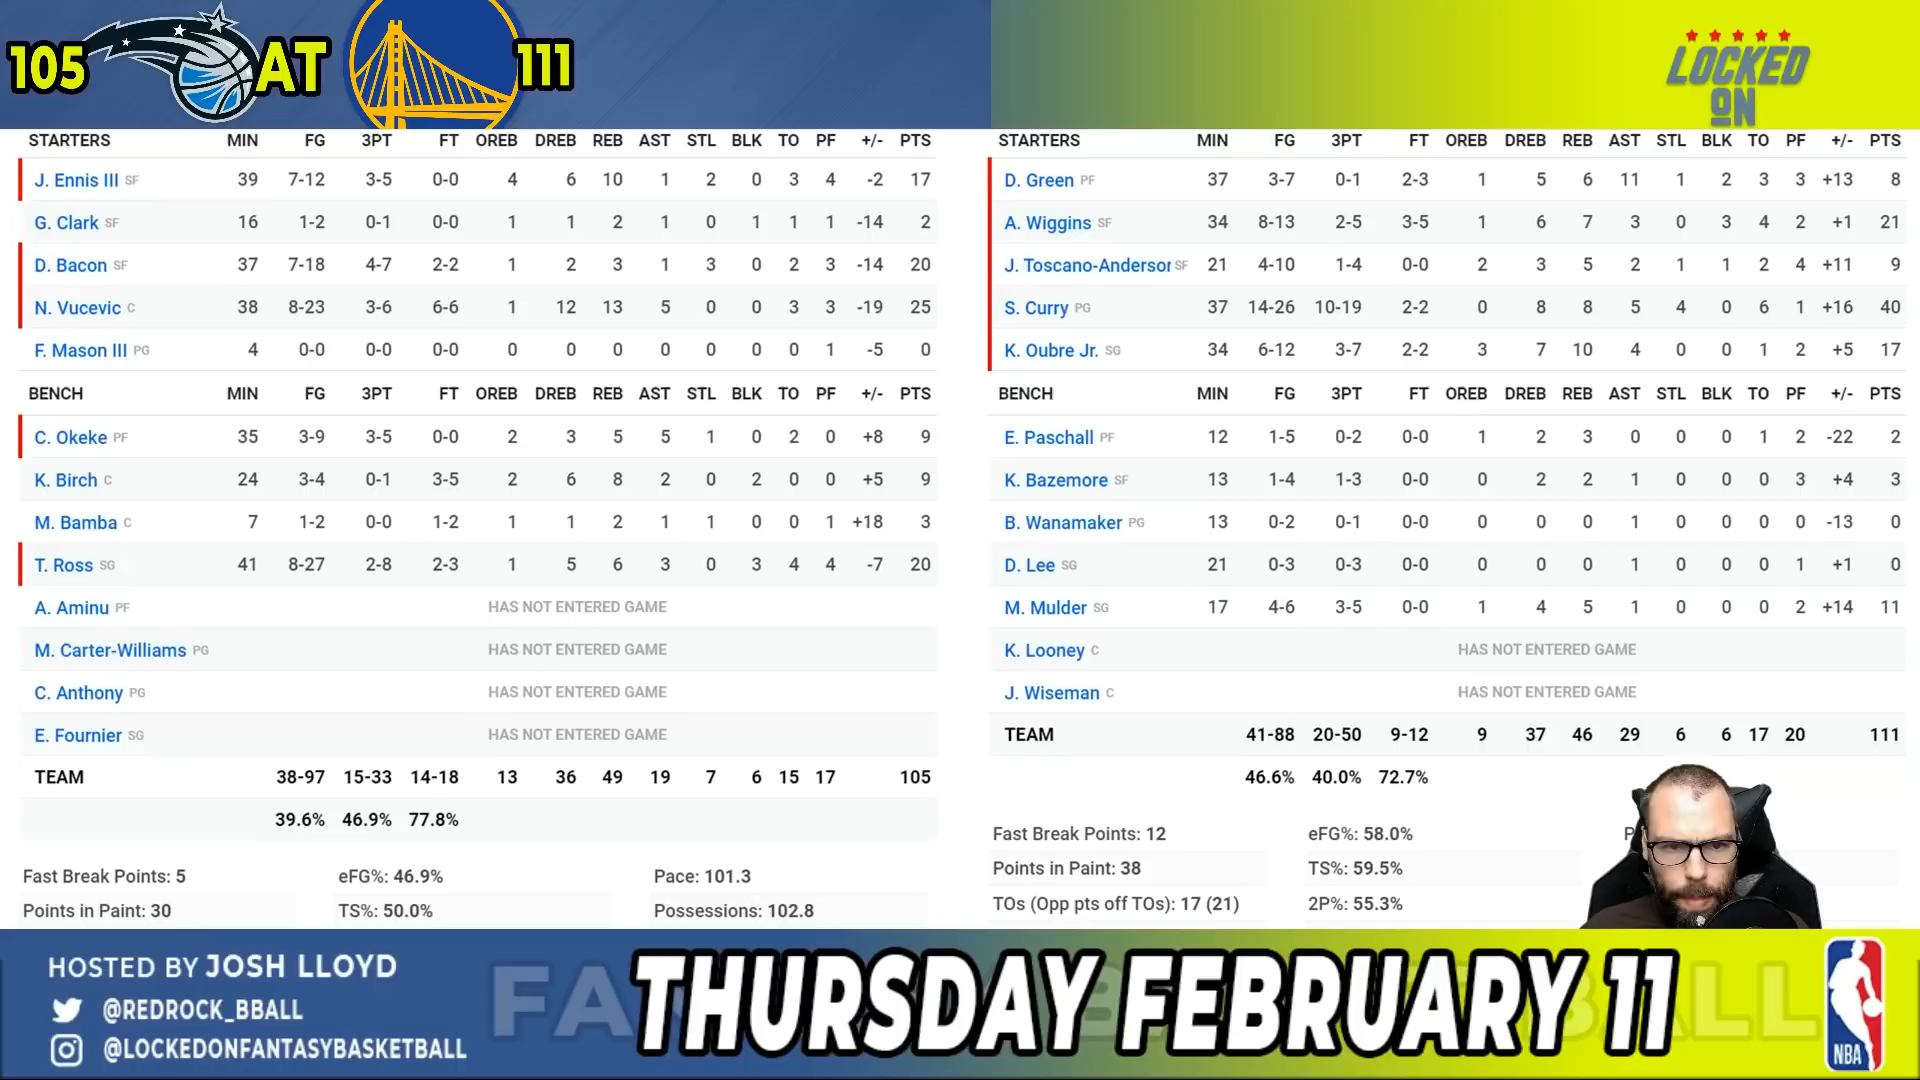 105 AT 111
LOCKED
ON
STARTERS MIN FG 3PT FT OREB DREB REB AST STL BLK TO PF +/- PTS
J. Ennis III SF 39 7-12 3-5 0-0 4 6 10 1 2 0 3 4 -2 17
G. Clark SF 16 1-2 0-1 0-0 1 1 2 1 0 1 1 1 -14 2
D. Bacon SF 37 7-18 4-7 2-2 1 2 3 1 3 0 2 3 -14 20
N. Vucevic C 38 8-23 3-6 6-6 1 12 13 5 0 0 3 3 -19 25
F. Mason III PG 4 0-0 0-0 0-0 0 0 0 0 0 0 0 1 -5 0
BENCH MIN FG 3PT FT OREB DREB REB AST STL BLK TO PF +/- PTS
C. Okeke PF 35 3-9 3-5 0-0 2 3 5 5 1 0 2 0 +8 9
K. Birch C 24 3-4 0-1 3-5 2 6 8 2 0 2 0 0 +5 9
M. Bamba C 7 1-2 0-0 1-2 1 1 2 1 1 0 0 1 +18 3
T. Ross SG 41 8-27 2-8 2-3 1 5 6 3 0 3 4 4 -7 20
A. Aminu PF HAS NOT ENTERED GAME
M. Carter-Williams PG HAS NOT ENTERED GAME
C. Anthony PG HAS NOT ENTERED GAME
E. Fournier SG HAS NOT ENTERED GAME
TEAM 38-97 15-33 14-18 13 36 49 19 7 6 15 17 105
39.6% 46.9% 77.8%
Fast Break Points: 5 eFG%: 46.9% Pace: 101.3
Points in Paint: 30 TS%: 50.0% Possessions: 102.8
STARTERS MIN FG 3PT FT OREB DREB REB AST STL BLK TO PF +/- PTS
D. Green PF 37 3-7 0-1 2-3 1 5 6 11 1 2 3 3 +13 8
A. Wiggins SF 34 8-13 2-5 3-5 1 6 7 3 0 3 4 2 +1 21
J. Toscano-Anderson SF 21 4-10 1-4 0-0 2 3 5 2 1 1 2 4 +11 9
S. Curry PG 37 14-26 10-19 2-2 0 8 8 5 4 0 6 1 +16 40
K. Oubre Jr. SG 34 6-12 3-7 2-2 3 7 10 4 0 0 1 2 +5 17
BENCH MIN FG 3PT FT OREB DREB REB AST STL BLK TO PF +/- PTS
E. Paschall PF 12 1-5 0-2 0-0 1 2 3 0 0 0 1 2 -22 2
K. Bazemore SF 13 1-4 1-3 0-0 0 2 2 1 0 0 0 3 +4 3
B. Wanamaker PG 13 0-2 0-1 0-0 0 0 0 1 0 0 0 0 -13 0
D. Lee SG 21 0-3 0-3 0-0 0 0 0 1 0 0 0 1 +1 0
M. Mulder SG 17 4-6 3-5 0-0 1 4 5 1 0 0 0 2 +14 11
K. Looney C HAS NOT ENTERED GAME
J. Wiseman C HAS NOT ENTERED GAME
TEAM 41-88 20-50 9-12 9 37 46 29 6 6 17 20 111
46.6% 40.0% 72.7%
Fast Break Points: 12 eFG%: 58.0%
Points in Paint: 38 TS%: 59.5%
TOs (Opp pts off TOs): 17 (21) 2P%: 55.3%
HOSTED BY JOSH LLOYD
@REDROCK_BBALL
@LOCKEDONFANTASYBASKETBALL
THURSDAY FEBRUARY 11
NBA